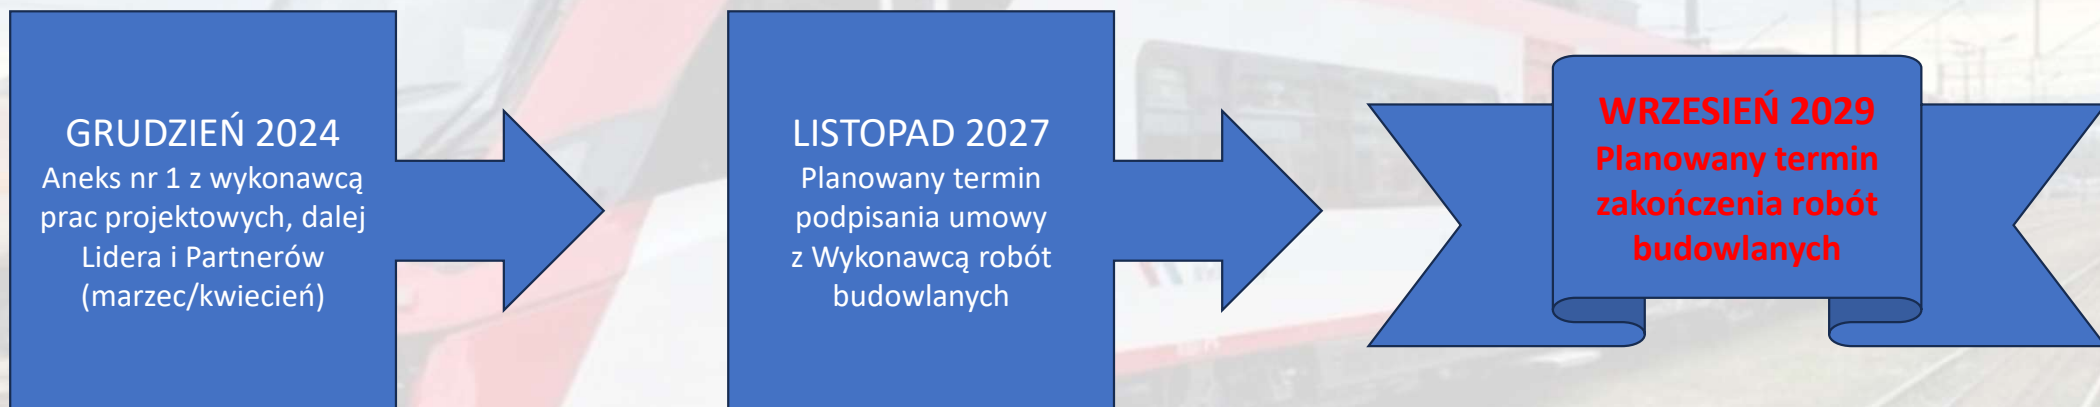 GRUDZIEŃ 2024
Aneks nr 1 z wykonawcą
prac projektowych, dalej
Lidera i Partnerów
(marzec/kwiecień)
LISTOPAD 2027
Planowany termin
podpisania umowy
z Wykonawcą robót
budowlanych
WRZESIEŃ 2029
Planowany termin
zakończenia robót
budowlanych